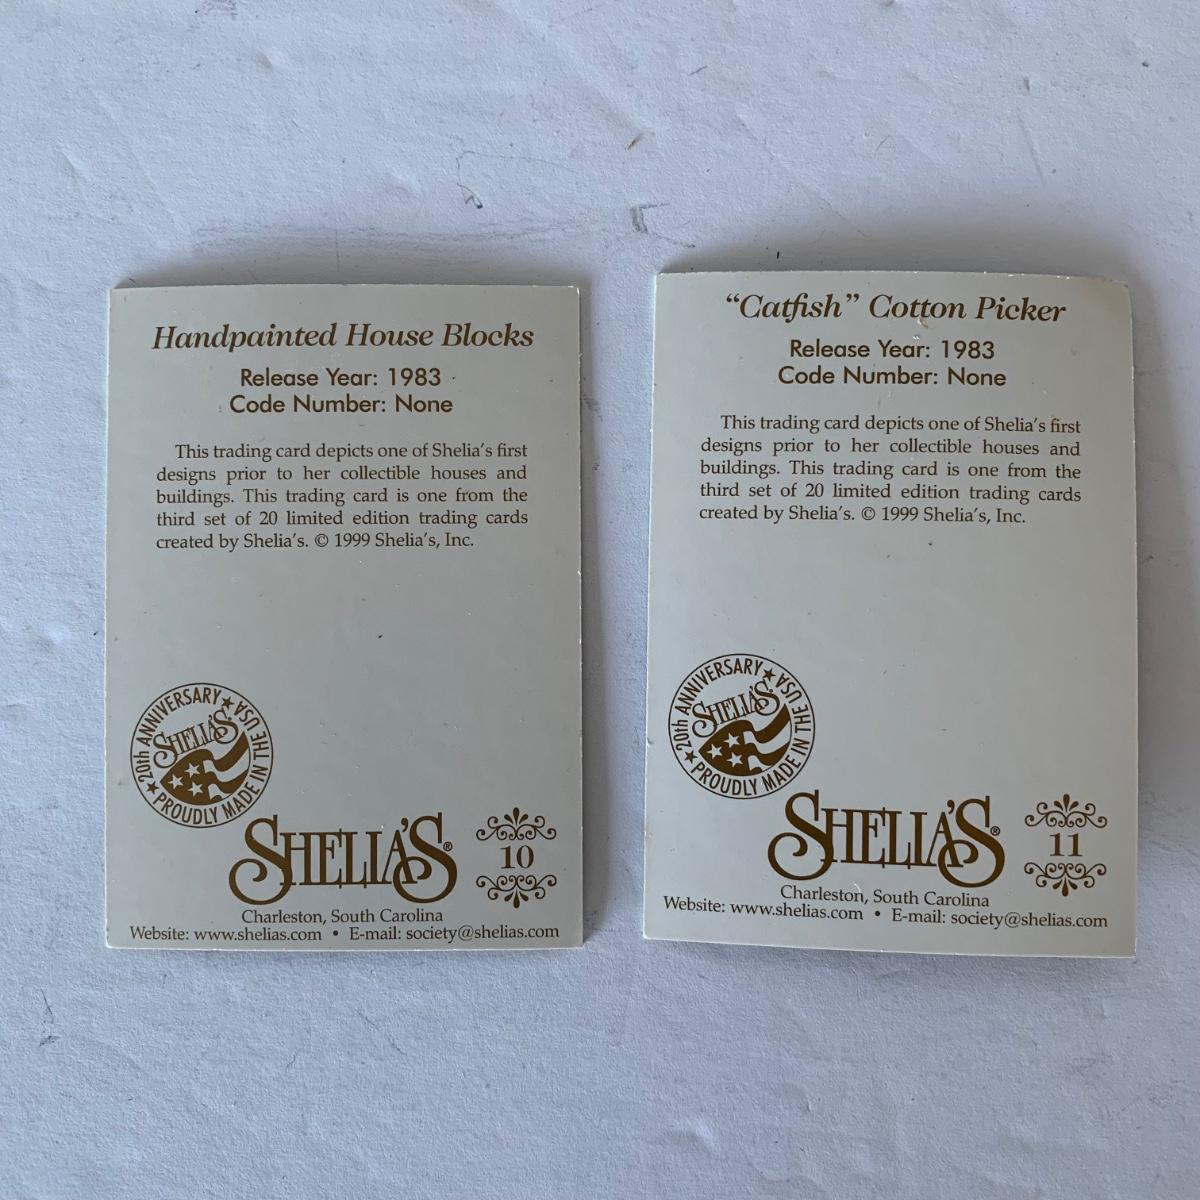 Handpainted House Blocks
Release Year: 1983
Code Number: None
This trading card depicts one of Shelia's first
designs prior to her collectible houses and
buildings. This trading card is one from the
third set of 20 limited edition trading cards
created by Shelia's. © 1999 Shelia's, Inc.
20th ANNIVERSARY ★ SHELIA'S ★ PROUDLY MADE IN THE USA
SHELIA'S®
10
Charleston, South Carolina
Website: www.shelias.com • E-mail: society@shelias.com
"Catfish" Cotton Picker
Release Year: 1983
Code Number: None
This trading card depicts one of Shelia's first
designs prior to her collectible houses and
buildings. This trading card is one from the
third set of 20 limited edition trading cards
created by Shelia's. © 1999 Shelia's, Inc.
20th ANNIVERSARY ★ SHELIA'S ★ PROUDLY MADE IN THE USA
SHELIA'S®
11
Charleston, South Carolina
Website: www.shelias.com • E-mail: society@shelias.com